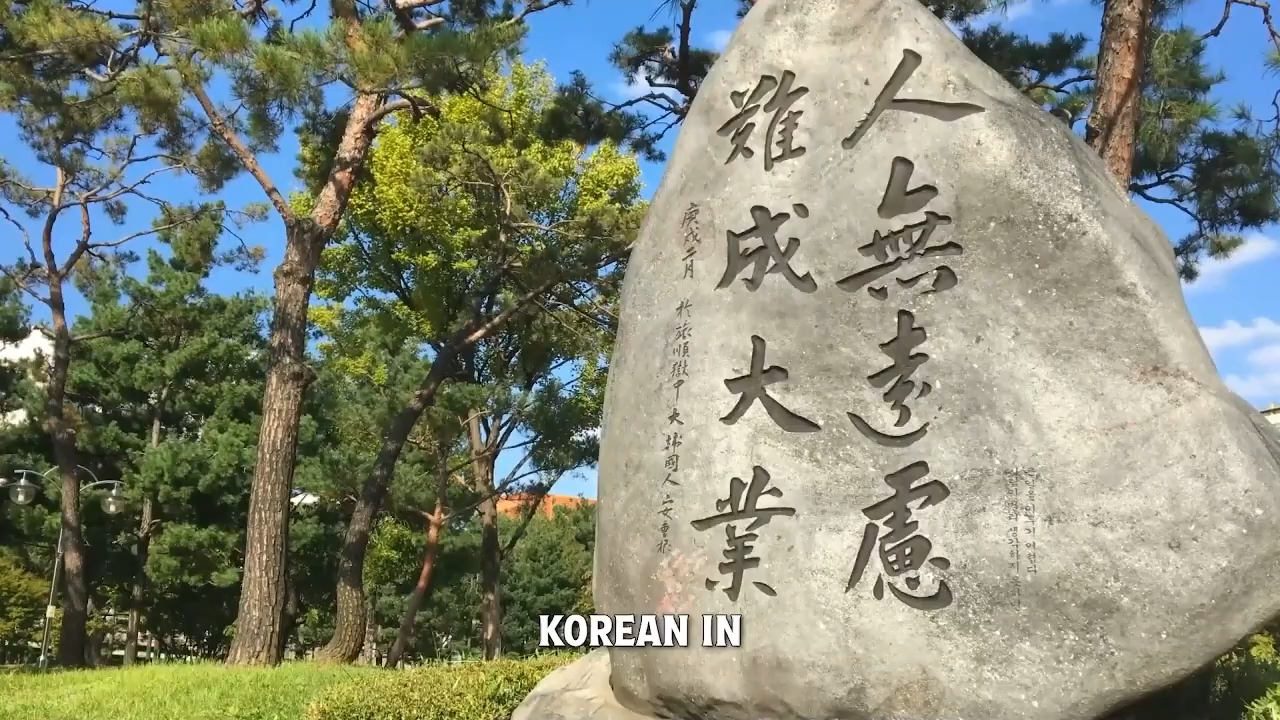 人無遠慮
難成大業
庚戌二月 於旅順獄中 大韓國人 安重根
KOREAN IN